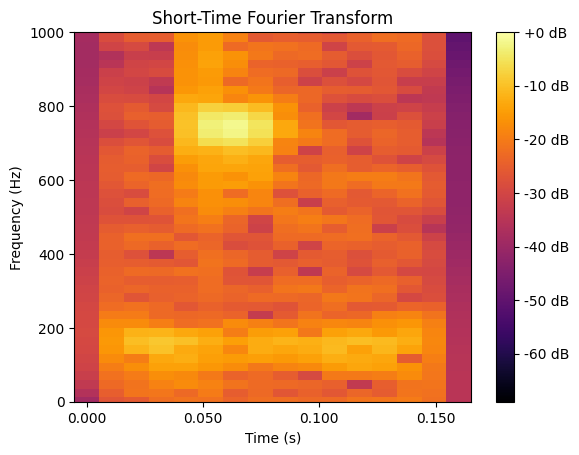 Short-Time Fourier Transform
1000
800
600
400
200
0
Frequency (Hz)
0.000
0.050
0.100
0.150
Time (s)
+0 dB
-10 dB
-20 dB
-30 dB
-40 dB
-50 dB
-60 dB